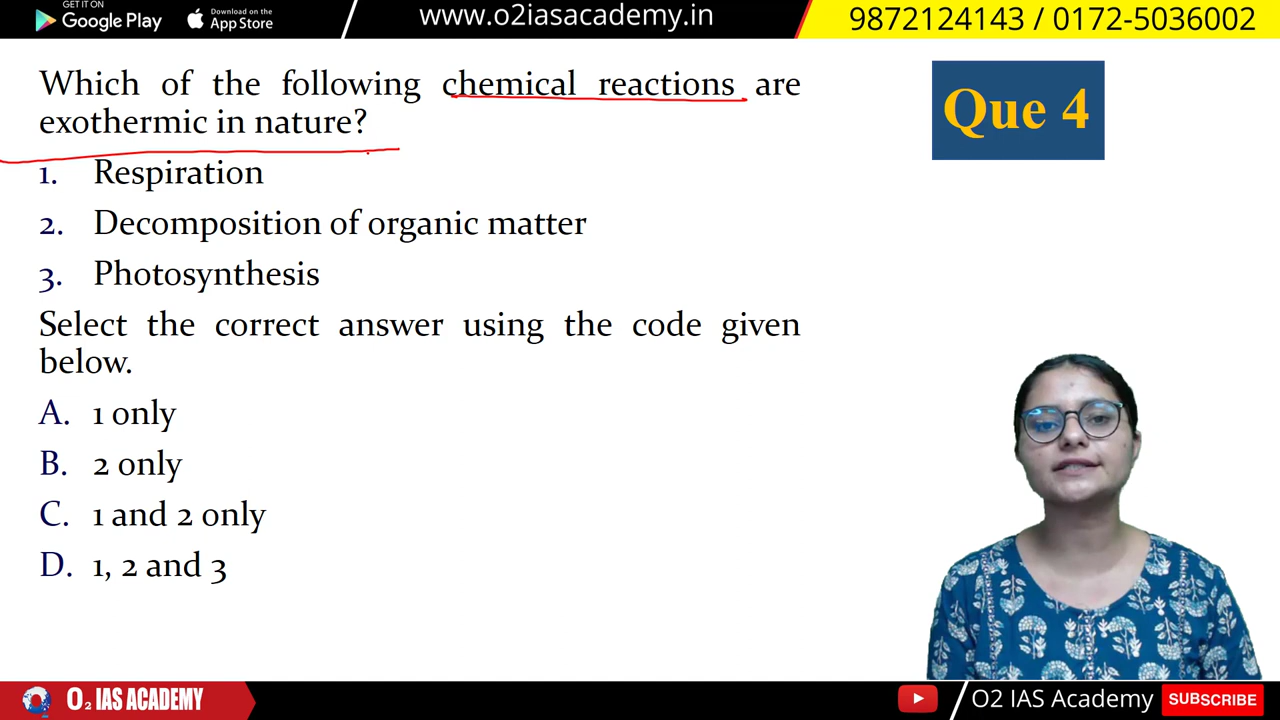 GET IT ON
Google Play
Download on the
App Store
www.o2iasacademy.in
9872124143 / 0172-5036002
Which of the following chemical reactions are
exothermic in nature?
Que 4
1. Respiration
2. Decomposition of organic matter
3. Photosynthesis
Select the correct answer using the code given
below.
A. 1 only
B. 2 only
C. 1 and 2 only
D. 1, 2 and 3
O2 IAS ACADEMY
O2 IAS Academy
SUBSCRIBE